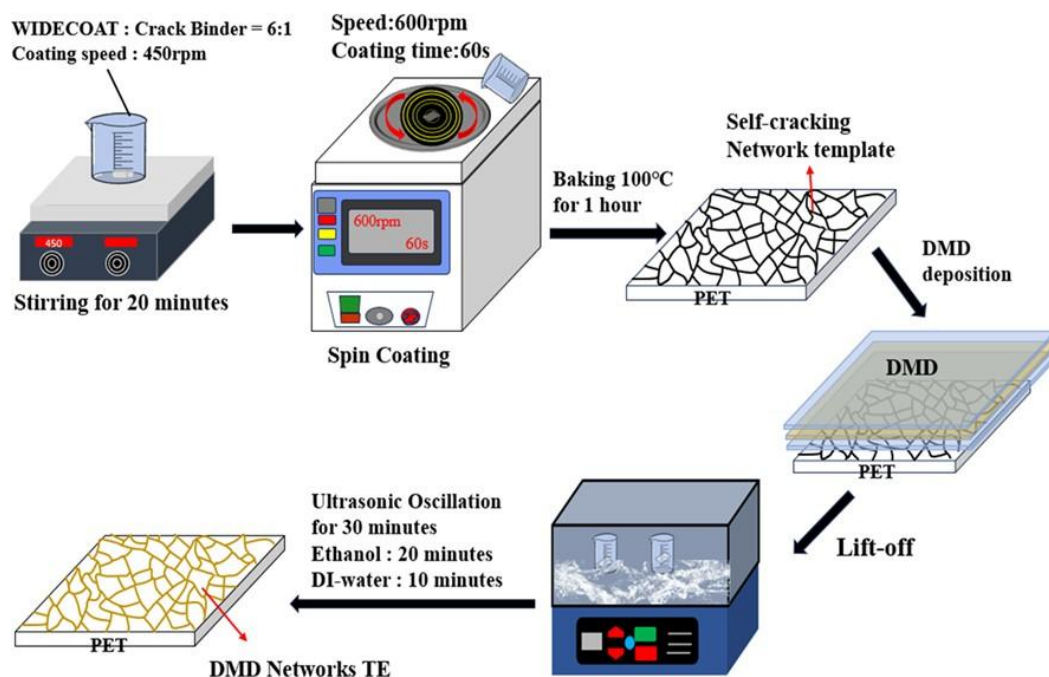 WIDECOAT : Crack Binder = 6:1
Coating speed : 450rpm
450
Stirring for 20 minutes
Speed:600rpm
Coating time:60s
600rpm
60s
Spin Coating
Baking 100°C
for 1 hour
Self-cracking
Network template
PET
DMD
deposition
DMD
PET
Lift-off
Ultrasonic Oscillation
for 30 minutes
Ethanol : 20 minutes
DI-water : 10 minutes
PET
DMD Networks TE